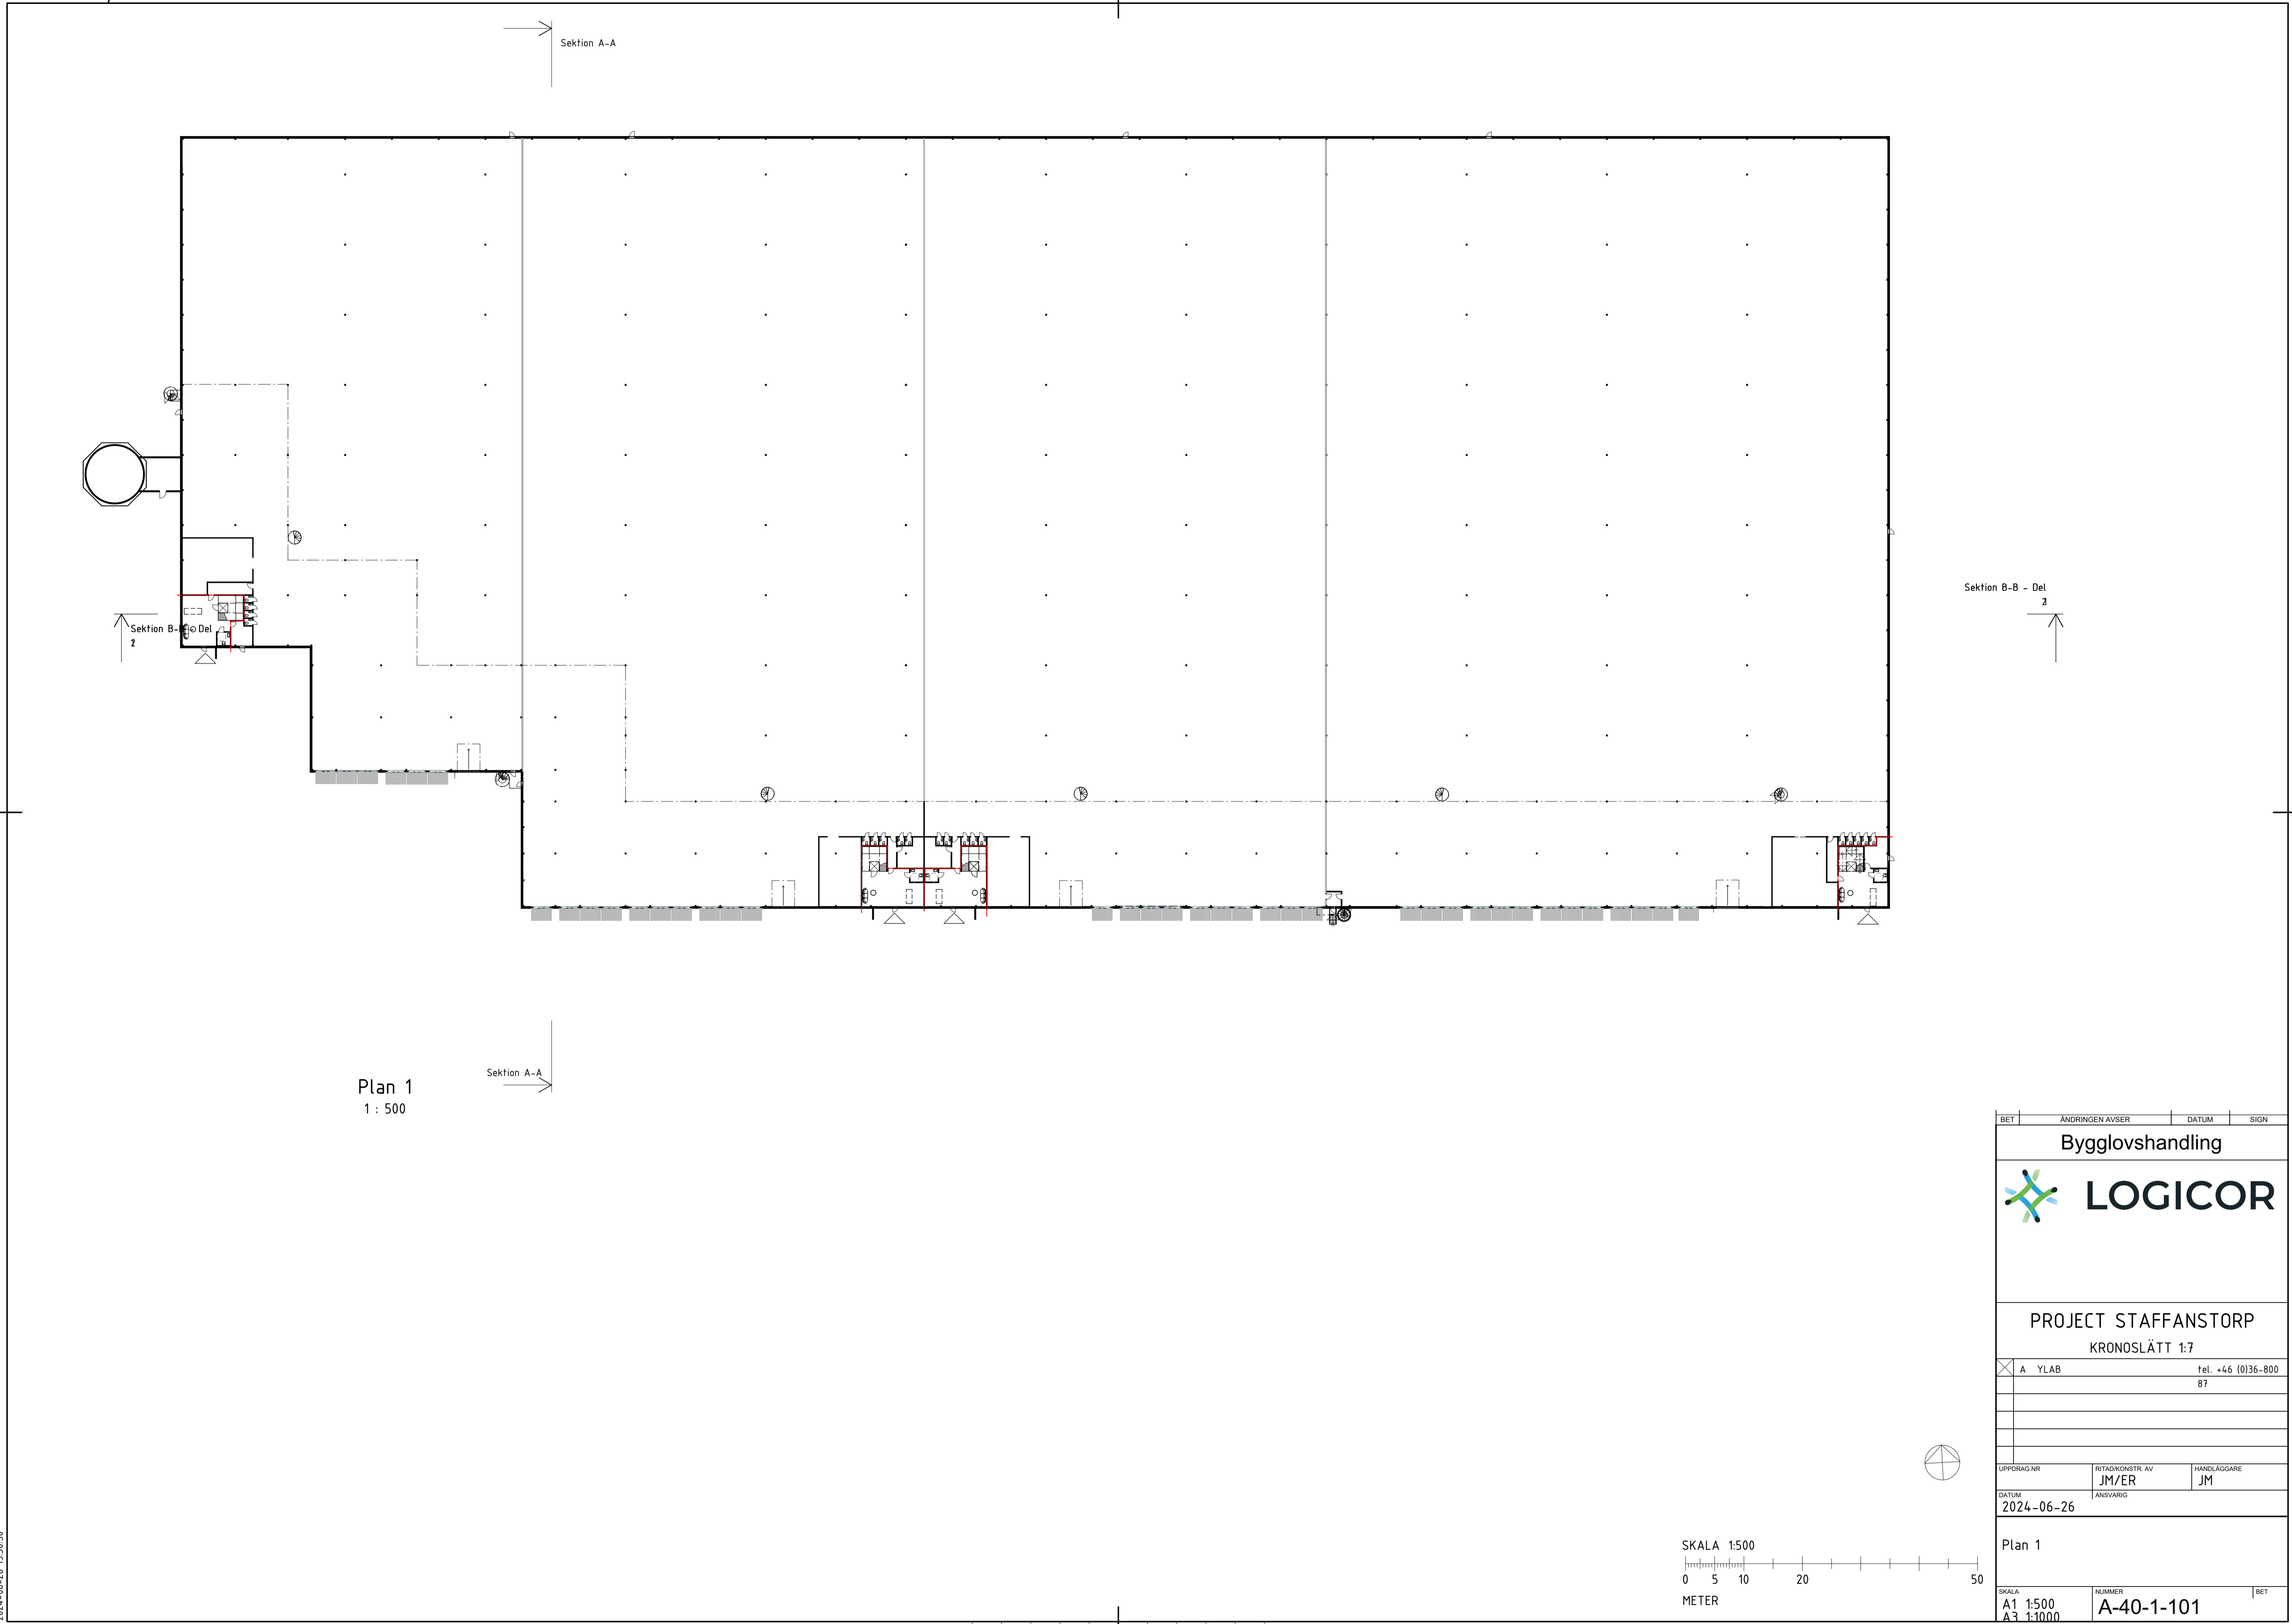 Sektion A-A
Sektion B-B - Del
Sektion B- Del
2
Sektion A-A
Plan 1
1 : 500
BET ÄNDRINGEN AVSER DATUM SIGN
Bygglovshandling
LOGICOR
PROJECT STAFFANSTORP
KRONOSLÄTT 1:7
A YLAB tel. +46 (0)36-800
87
UPPDRAG.NR RITAD/KONSTR. AV HANDLÄGGARE
JM/ER JM
DATUM ANSVARIG
2024-06-26
Plan 1
SKALA 1:500
0 5 10 20 50
METER
SKALA NUMMER BET
A1 1:500
A3 1:1000
A-40-1-101